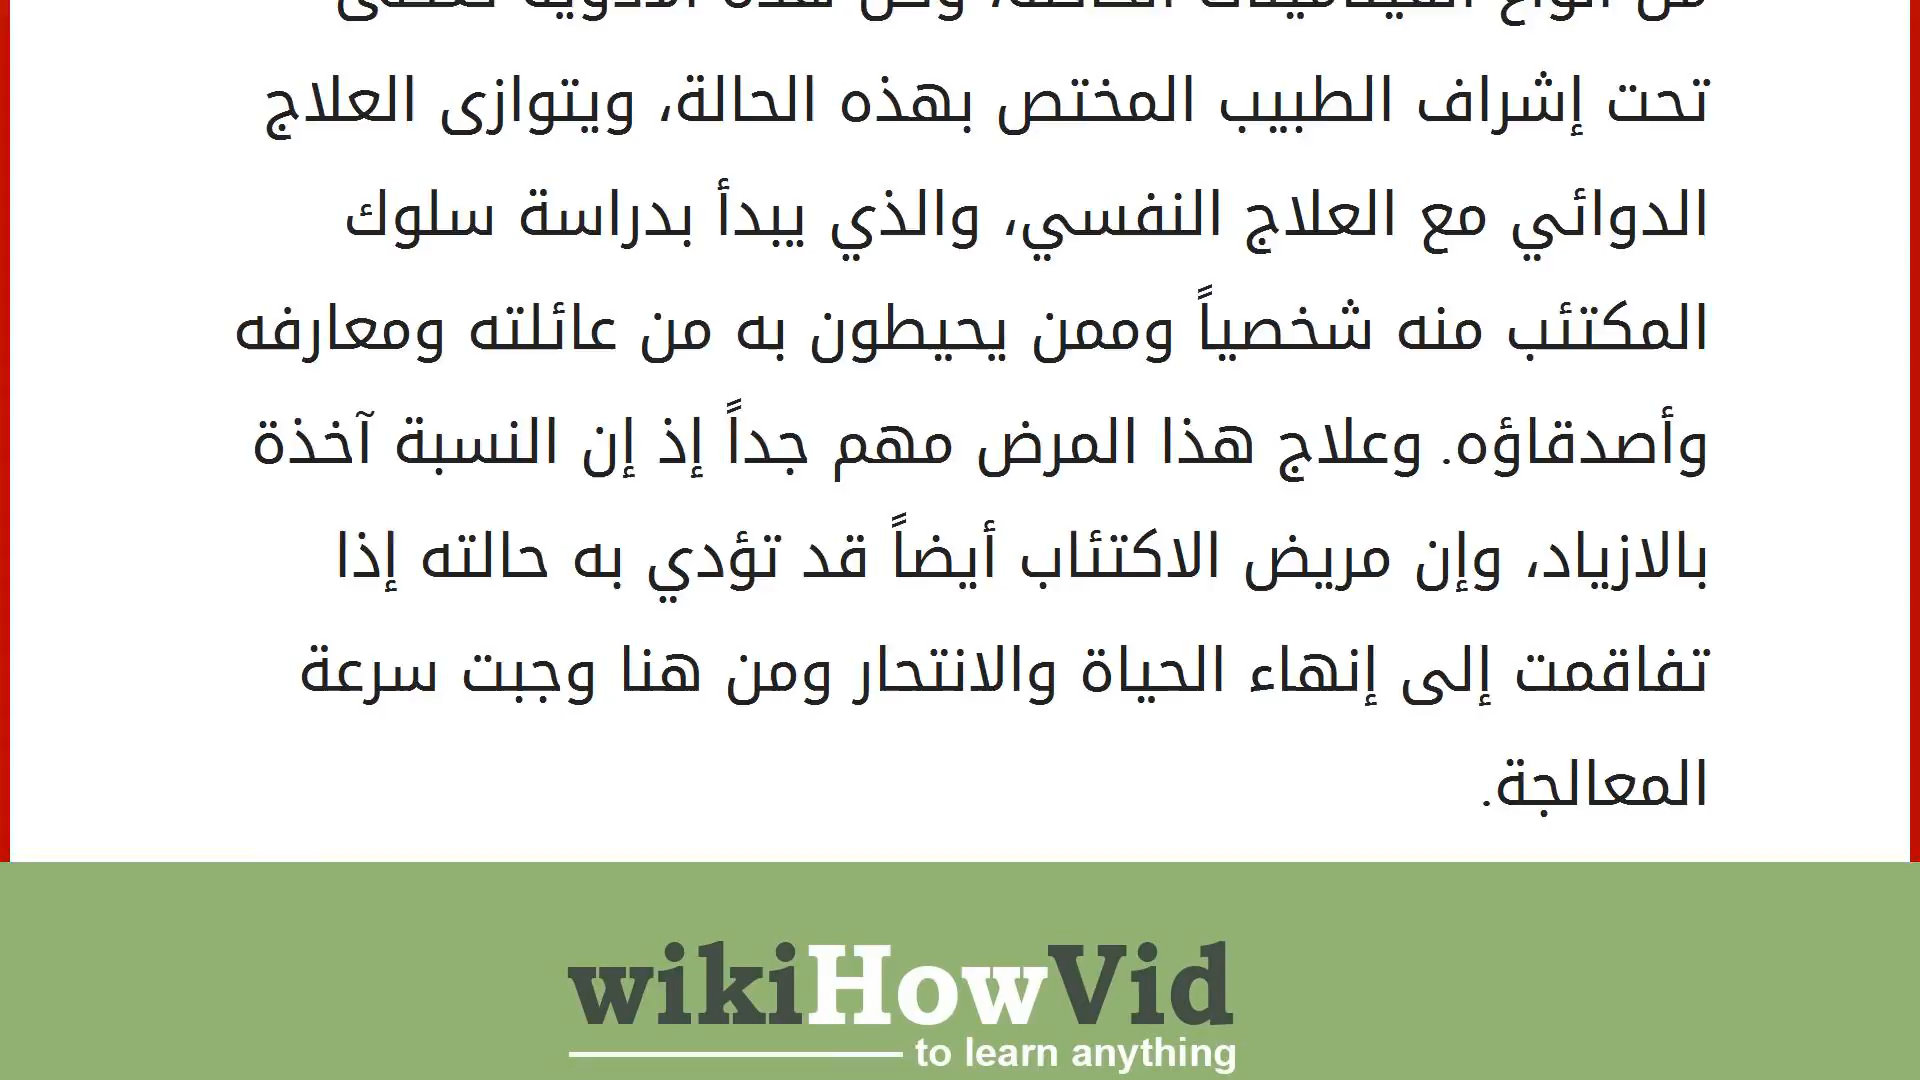 تحت إشراف الطبيب المختص بهذه الحالة، ويتوازى العلاج
الدوائي مع العلاج النفسي، والذي يبدأ بدراسة سلوك
المكتئب منه شخصياً وممن يحيطون به من عائلته ومعارفه
وأصدقاؤه. وعلاج هذا المرض مهم جداً إذ إن النسبة آخذة
بالازياد، وإن مريض الاكتئاب أيضاً قد تؤدي به حالته إذا
تفاقمت إلى إنهاء الحياة والانتحار ومن هنا وجبت سرعة
المعالجة.
wikiHowVid
to learn anything